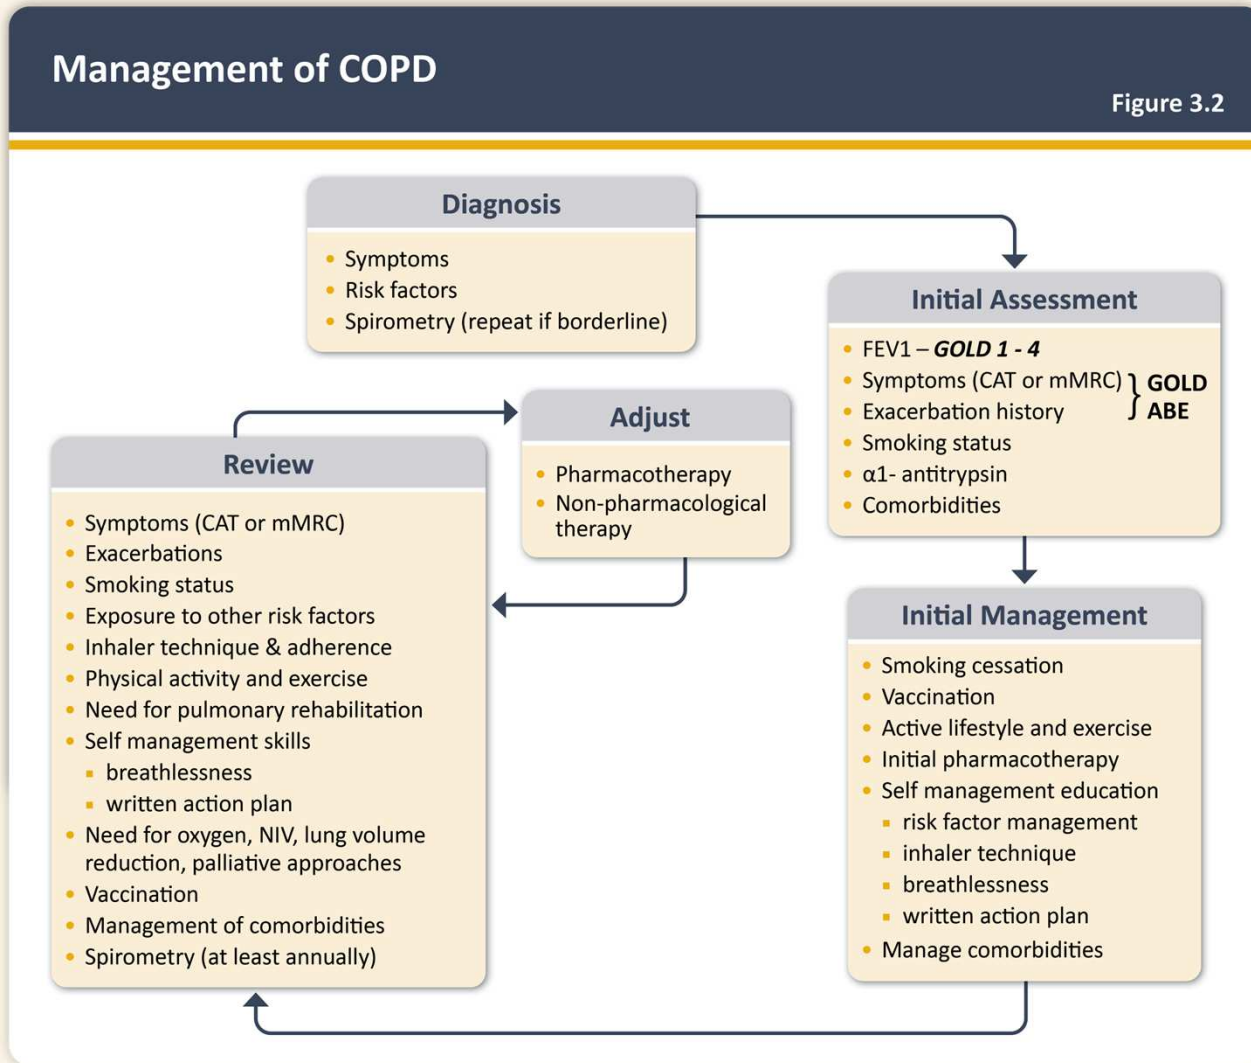 Management of COPD
Figure 3.2
Diagnosis
• Symptoms
• Risk factors
• Spirometry (repeat if borderline)
Initial Assessment
• FEV1 – GOLD 1 - 4
• Symptoms (CAT or mMRC) } GOLD
• Exacerbation history ABE
• Smoking status
• α1- antitrypsin
• Comorbidities
Initial Management
• Smoking cessation
• Vaccination
• Active lifestyle and exercise
• Initial pharmacotherapy
• Self management education
▪ risk factor management
▪ inhaler technique
▪ breathlessness
▪ written action plan
• Manage comorbidities
Review
• Symptoms (CAT or mMRC)
• Exacerbations
• Smoking status
• Exposure to other risk factors
• Inhaler technique & adherence
• Physical activity and exercise
• Need for pulmonary rehabilitation
• Self management skills
▪ breathlessness
▪ written action plan
• Need for oxygen, NIV, lung volume
reduction, palliative approaches
• Vaccination
• Management of comorbidities
• Spirometry (at least annually)
Adjust
• Pharmacotherapy
• Non-pharmacological
therapy